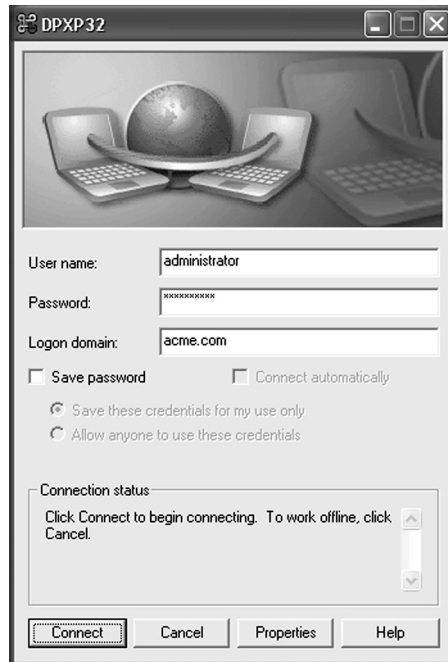 DPXP32
User name: administrator
Password: **********
Logon domain: acme.com
Save password Connect automatically
Save these credentials for my use only
Allow anyone to use these credentials
Connection status
Click Connect to begin connecting. To work offline, click
Cancel.
Connect Cancel Properties Help